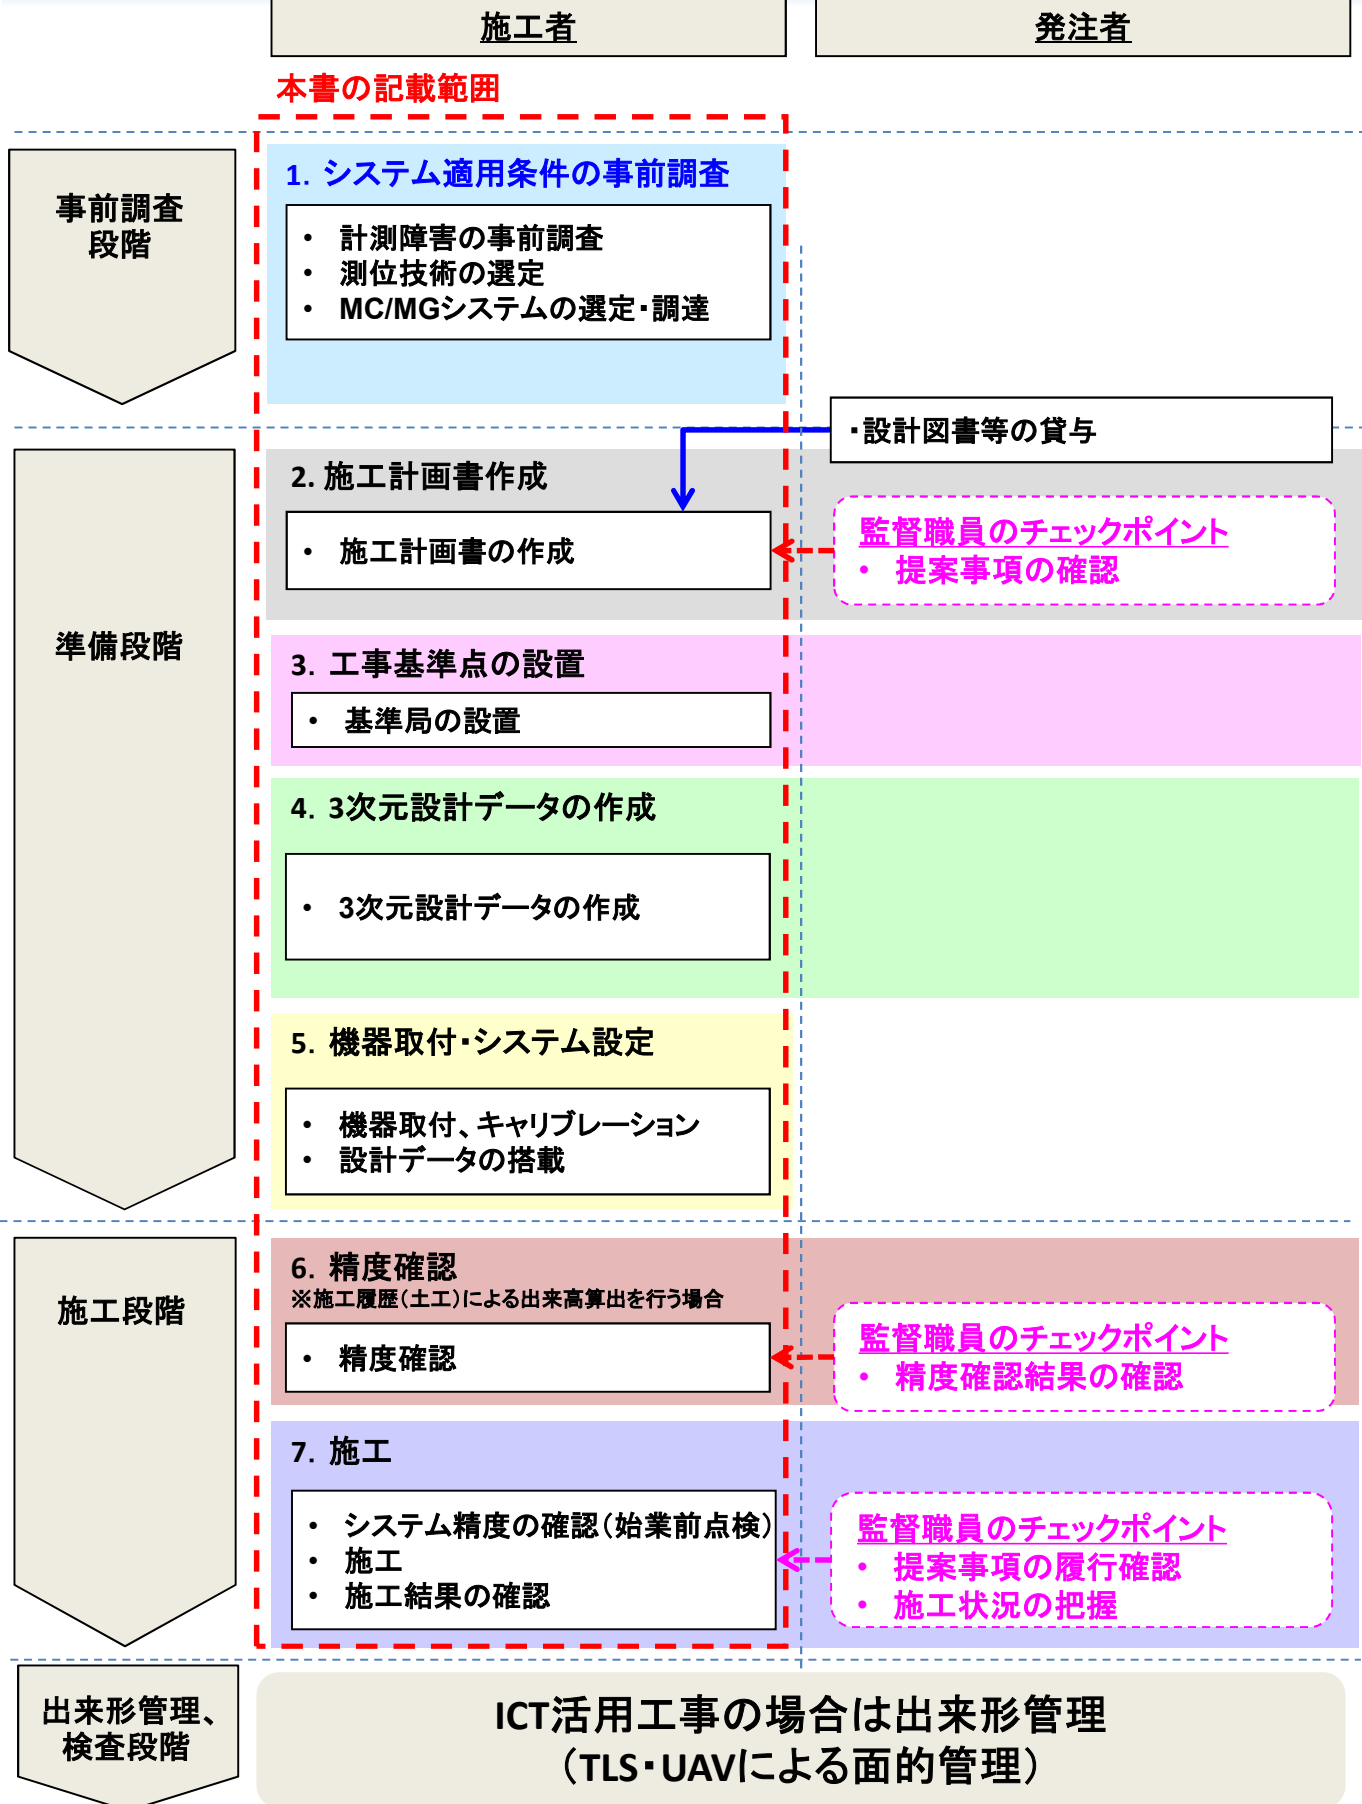 施工者
発注者
本書の記載範囲
事前調査
段階
1. システム適用条件の事前調査
・ 計測障害の事前調査
・ 測位技術の選定
・ MC/MGシステムの選定・調達
・設計図書等の貸与
準備段階
2. 施工計画書作成
・ 施工計画書の作成
監督職員のチェックポイント
・ 提案事項の確認
3. 工事基準点の設置
・ 基準局の設置
4. 3次元設計データの作成
・ 3次元設計データの作成
5. 機器取付・システム設定
・ 機器取付、キャリブレーション
・ 設計データの搭載
施工段階
6. 精度確認
※施工履歴(土工)による出来高算出を行う場合
・ 精度確認
監督職員のチェックポイント
・ 精度確認結果の確認
7. 施工
・ システム精度の確認(始業前点検)
・ 施工
・ 施工結果の確認
監督職員のチェックポイント
・ 提案事項の履行確認
・ 施工状況の把握
出来形管理、
検査段階
ICT活用工事の場合は出来形管理
(TLS・UAVによる面的管理)